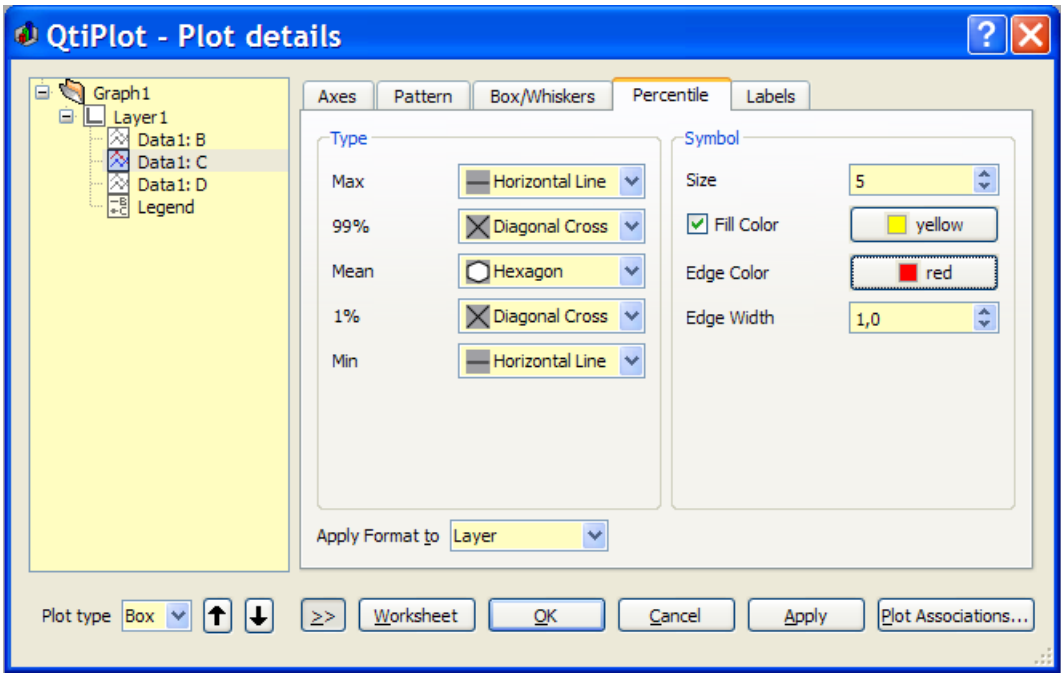 QtiPlot - Plot details
Graph1
Layer1
Data1: B
Data1: C
Data1: D
Legend
Axes Pattern Box/Whiskers Percentile Labels
Type
Max Horizontal Line
99% Diagonal Cross
Mean Hexagon
1% Diagonal Cross
Min Horizontal Line
Symbol
Size 5
Fill Color yellow
Edge Color red
Edge Width 1,0
Apply Format to Layer
Plot type Box >> Worksheet OK Cancel Apply Plot Associations...